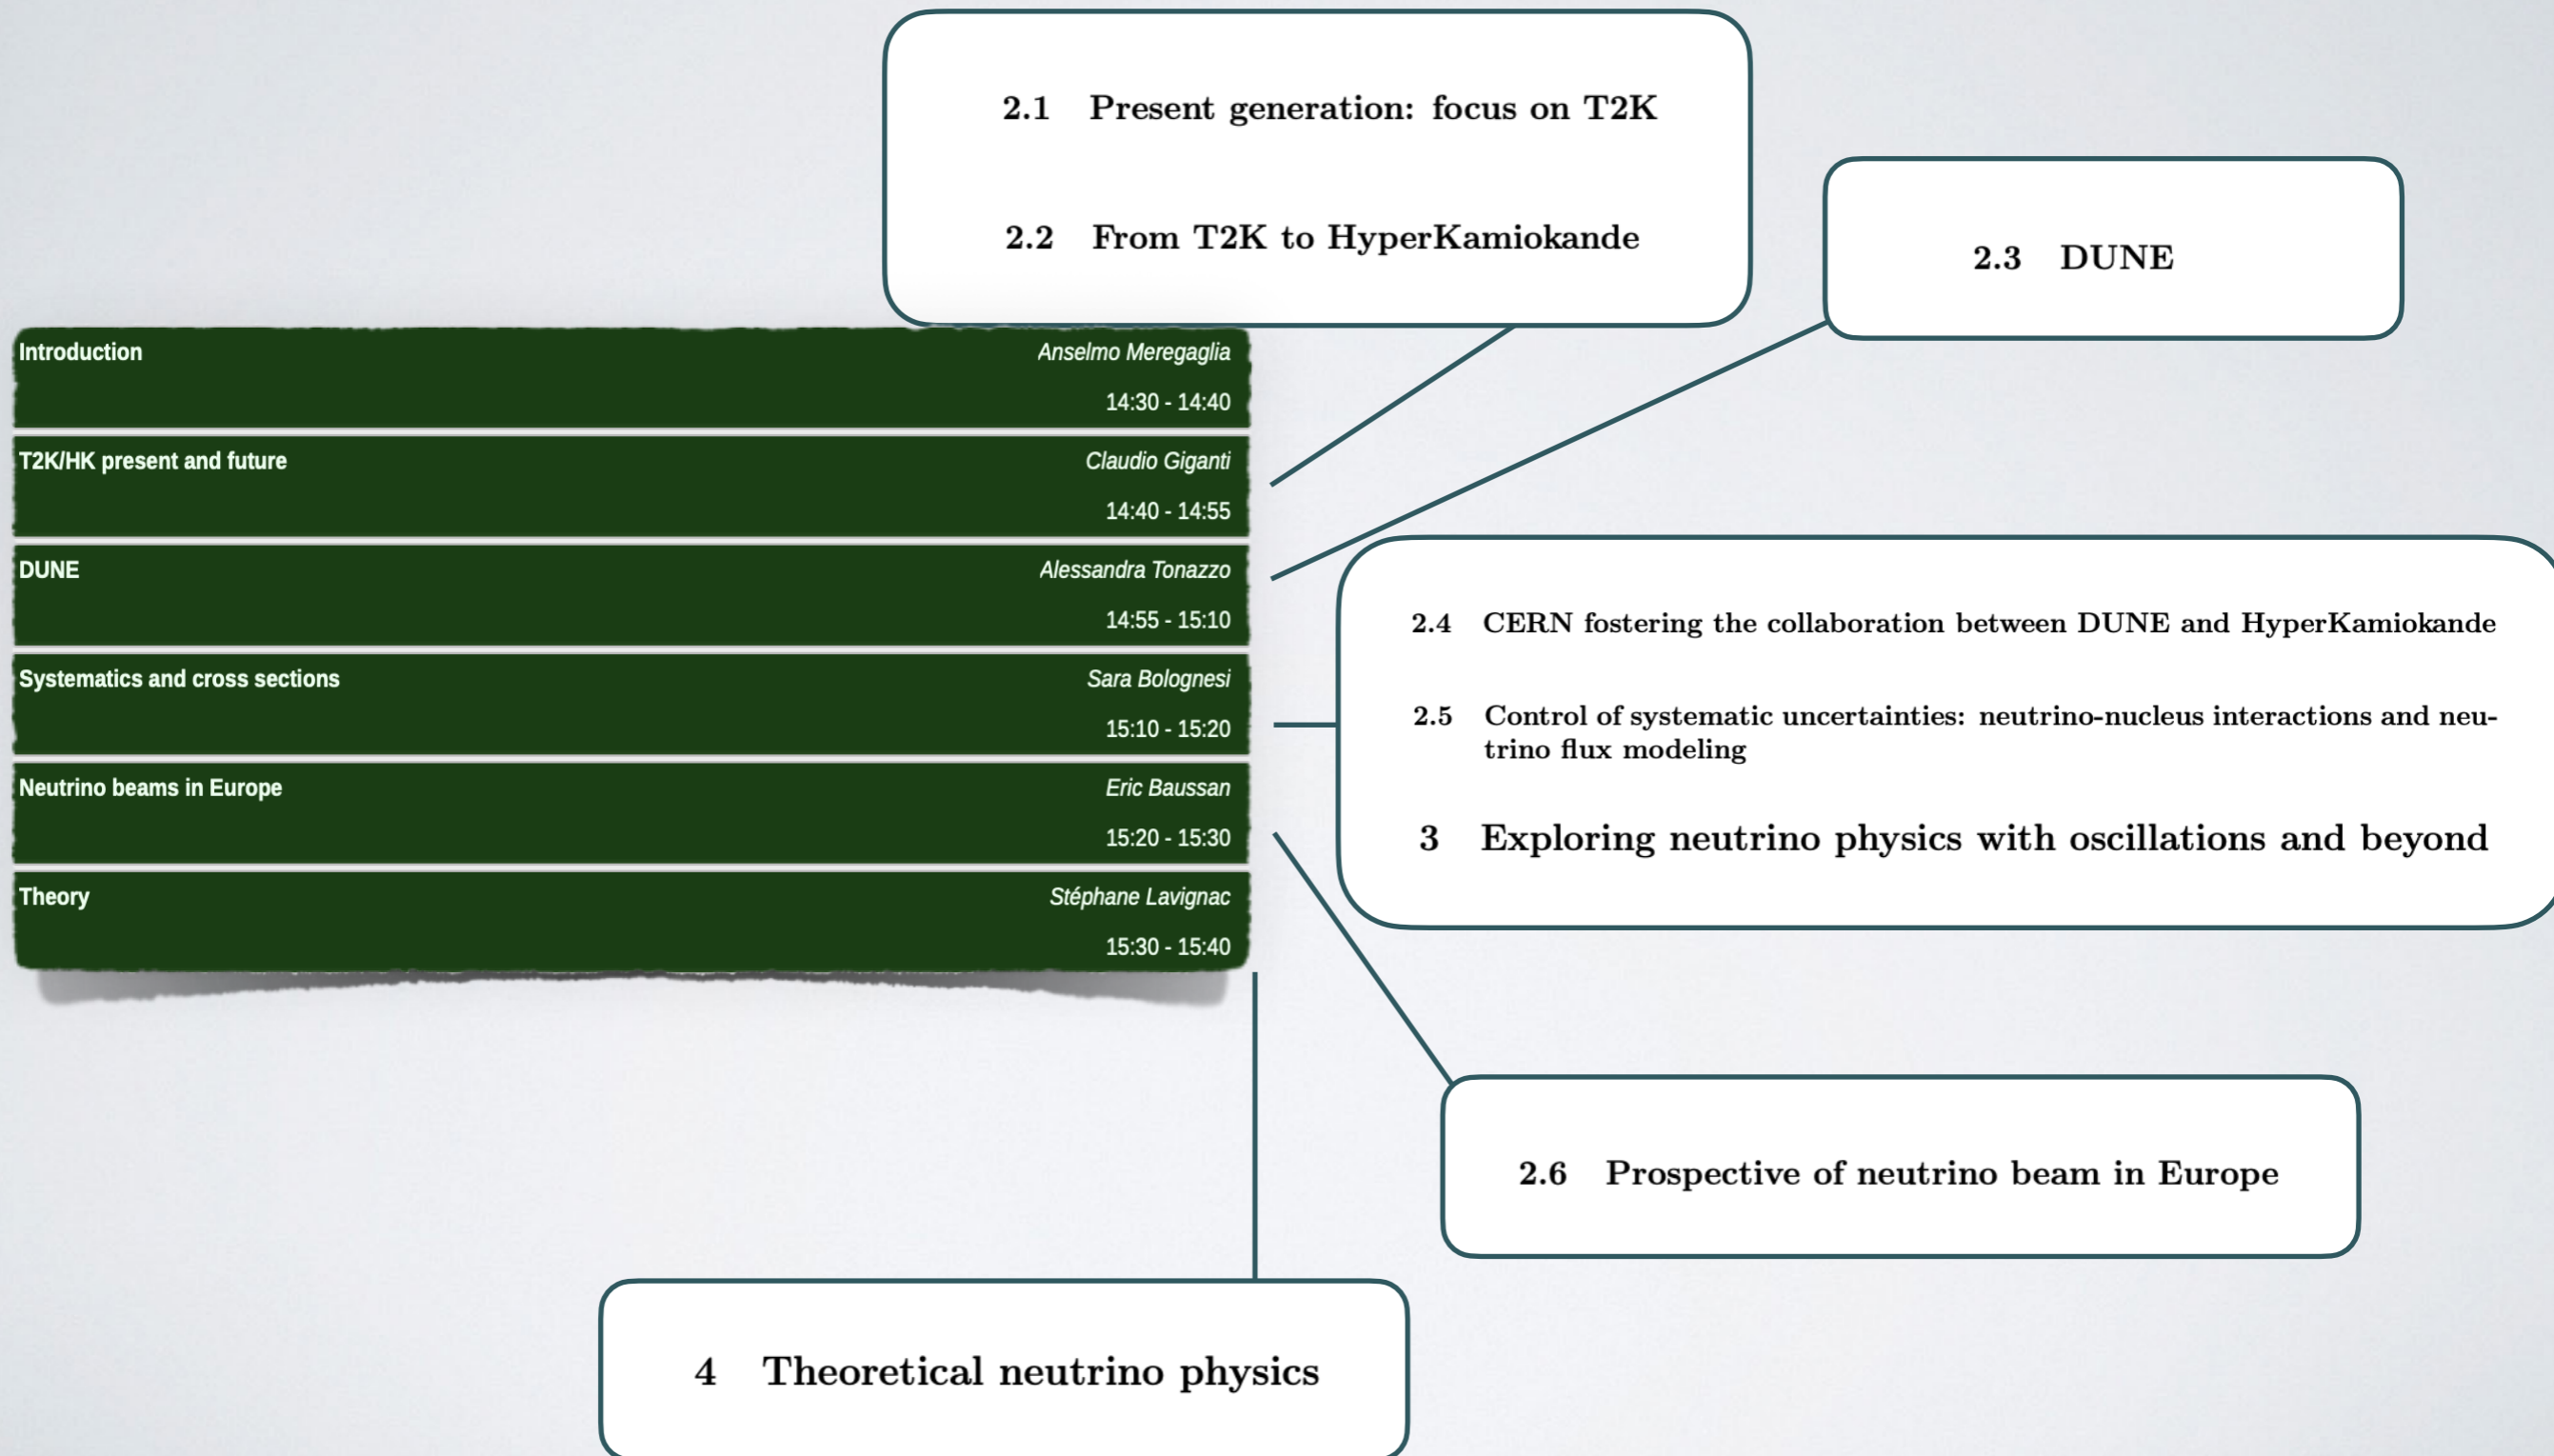 2.1 Present generation: focus on T2K
2.2 From T2K to HyperKamiokande
2.3 DUNE
Introduction Anselmo Meregaglia
14:30 - 14:40
T2K/HK present and future Claudio Giganti
14:40 - 14:55
DUNE Alessandra Tonazzo
14:55 - 15:10
Systematics and cross sections Sara Bolognesi
15:10 - 15:20
Neutrino beams in Europe Eric Baussan
15:20 - 15:30
Theory Stéphane Lavignac
15:30 - 15:40
2.4 CERN fostering the collaboration between DUNE and HyperKamiokande
2.5 Control of systematic uncertainties: neutrino-nucleus interactions and neu-
trino flux modeling
3 Exploring neutrino physics with oscillations and beyond
2.6 Prospective of neutrino beam in Europe
4 Theoretical neutrino physics